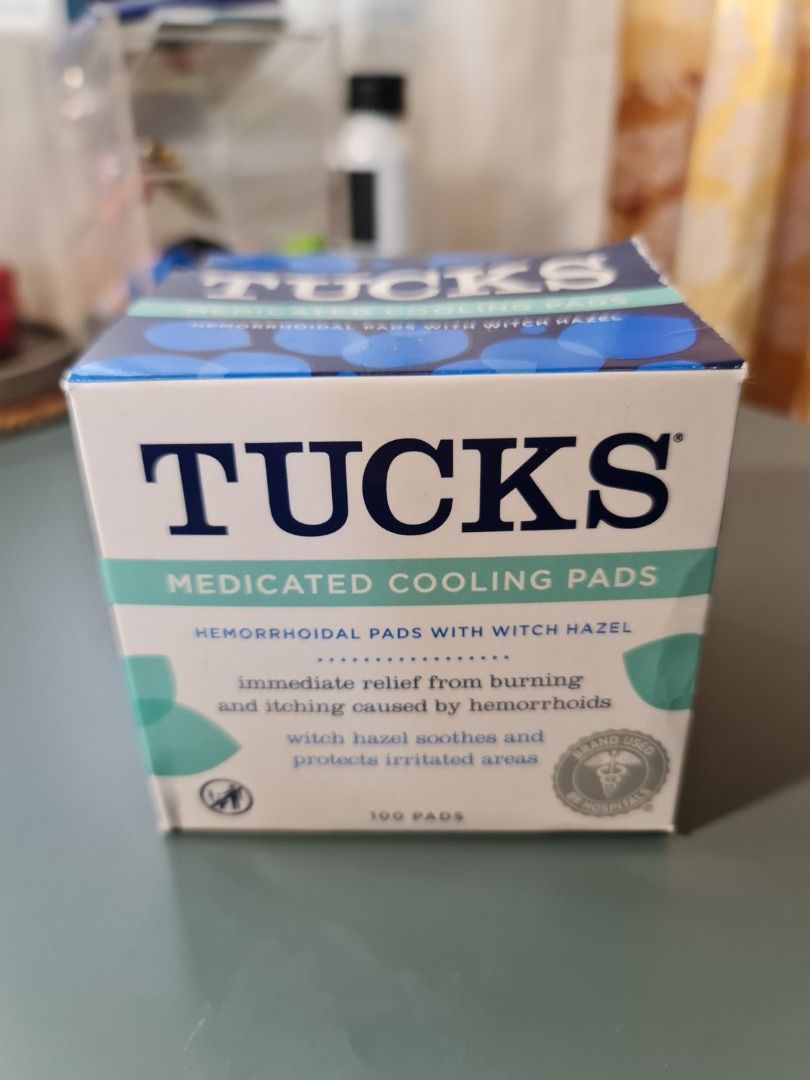 TUCKS
MEDICATED COOLING PADS
HEMORRHOIDAL PADS WITH WITCH HAZEL
TUCKS®
MEDICATED COOLING PADS
HEMORRHOIDAL PADS WITH WITCH HAZEL
immediate relief from burning
and itching caused by hemorrhoids
witch hazel soothes and
protects irritated areas
BRAND USED
BY HOSPITALS
100 PADS